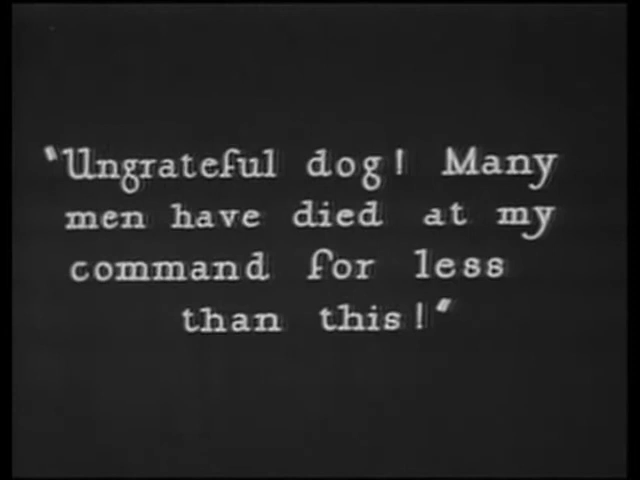 "Ungrateful dog! Many
men have died at my
command for less
than this!"